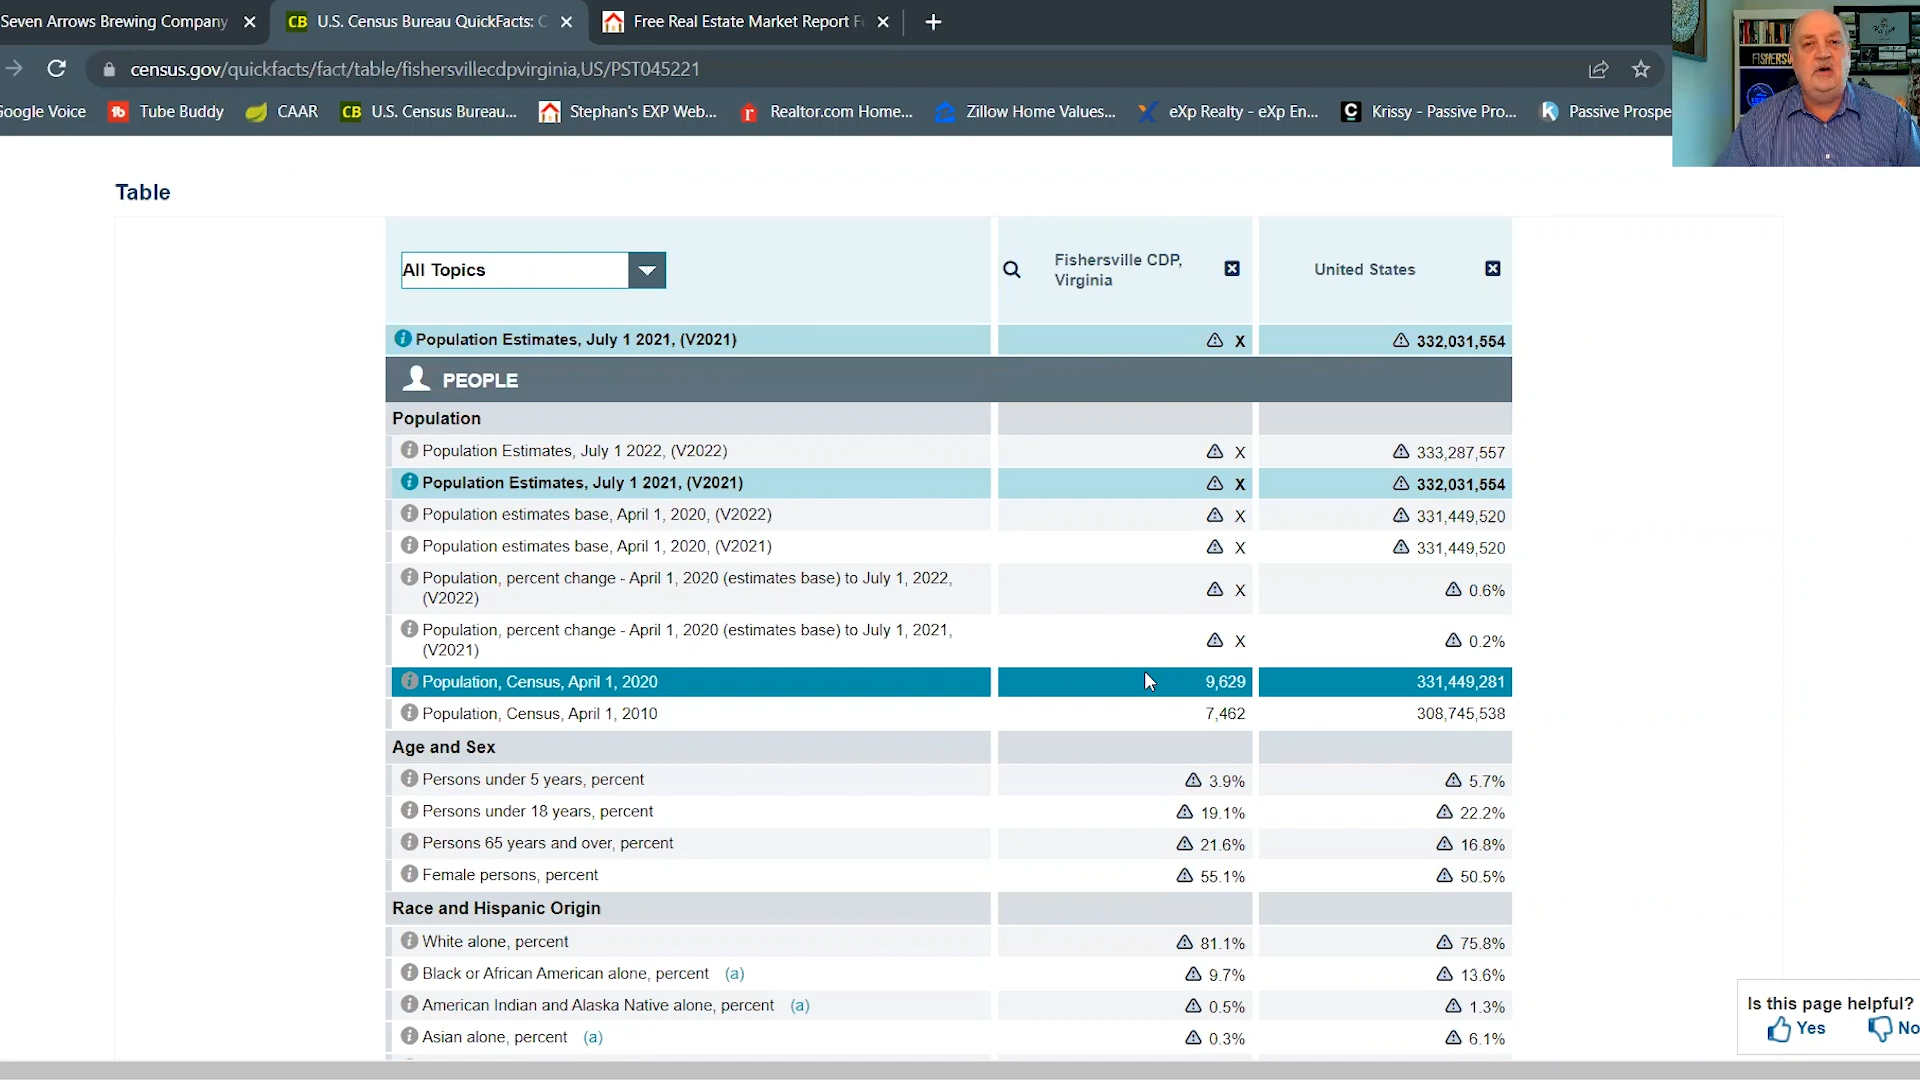 Seven Arrows Brewing Company
CB U.S. Census Bureau QuickFacts: C
Free Real Estate Market Report F
census.gov/quickfacts/fact/table/fishersvillecdpvirginia,US/PST045221
Google Voice
tb Tube Buddy
CAAR
CB U.S. Census Bureau...
Stephan's EXP Web...
r Realtor.com Home...
Zillow Home Values...
eXp Realty - eXp En...
C Krissy - Passive Pro...
k Passive Prospe
Table
All Topics
Fishersville CDP,
Virginia
United States
Population Estimates, July 1 2021, (V2021) X 332,031,554
PEOPLE
Population
Population Estimates, July 1 2022, (V2022) X 333,287,557
Population Estimates, July 1 2021, (V2021) X 332,031,554
Population estimates base, April 1, 2020, (V2022) X 331,449,520
Population estimates base, April 1, 2020, (V2021) X 331,449,520
Population, percent change - April 1, 2020 (estimates base) to July 1, 2022,
(V2022) X 0.6%
Population, percent change - April 1, 2020 (estimates base) to July 1, 2021,
(V2021) X 0.2%
Population, Census, April 1, 2020 9,629 331,449,281
Population, Census, April 1, 2010 7,462 308,745,538
Age and Sex
Persons under 5 years, percent 3.9% 5.7%
Persons under 18 years, percent 19.1% 22.2%
Persons 65 years and over, percent 21.6% 16.8%
Female persons, percent 55.1% 50.5%
Race and Hispanic Origin
White alone, percent 81.1% 75.8%
Black or African American alone, percent (a) 9.7% 13.6%
American Indian and Alaska Native alone, percent (a) 0.5% 1.3%
Asian alone, percent (a) 0.3% 6.1%
Is this page helpful?
Yes No